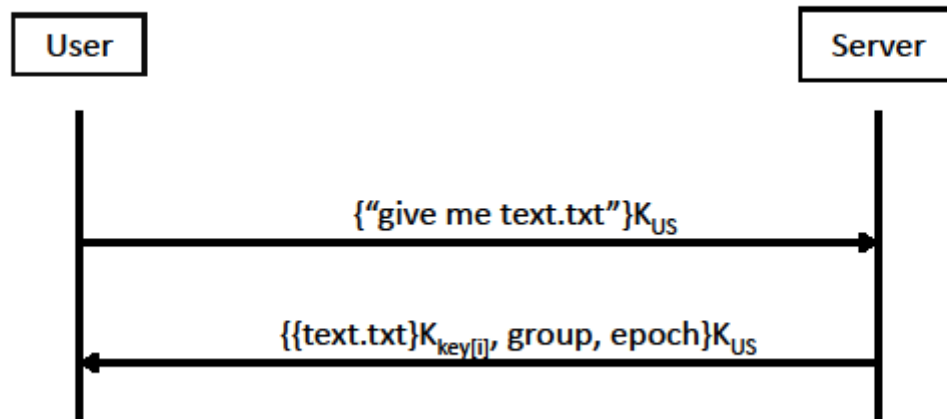 User
Server
{“give me text.txt”}K_US
{{text.txt}K_key[i], group, epoch}K_US